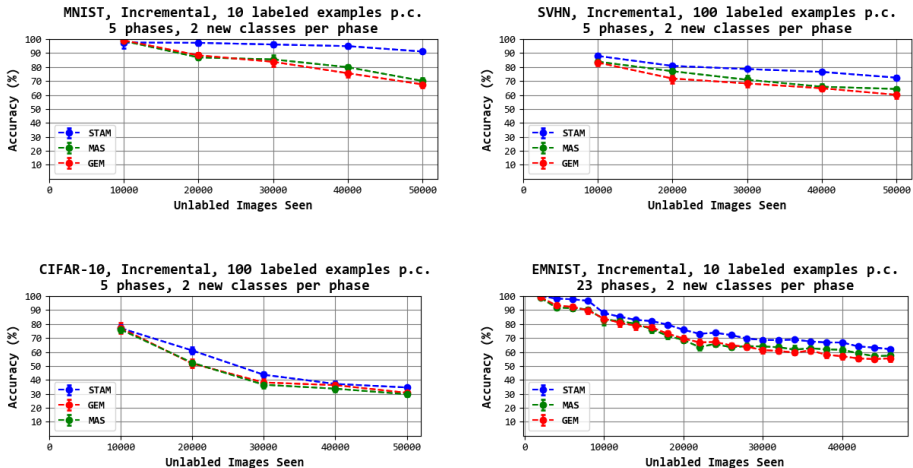 MNIST, Incremental, 10 labeled examples p.c.
5 phases, 2 new classes per phase
Accuracy (%)
100
90
80
70
60
50
40
30
20
10
STAM
MAS
GEM
0 10000 20000 30000 40000 50000
Unlabled Images Seen
SVHN, Incremental, 100 labeled examples p.c.
5 phases, 2 new classes per phase
Accuracy (%)
100
90
80
70
60
50
40
30
20
10
STAM
MAS
GEM
0 10000 20000 30000 40000 50000
Unlabled Images Seen
CIFAR-10, Incremental, 100 labeled examples p.c.
5 phases, 2 new classes per phase
Accuracy (%)
100
90
80
70
60
50
40
30
20
10
STAM
GEM
MAS
0 10000 20000 30000 40000 50000
Unlabled Images Seen
EMNIST, Incremental, 10 labeled examples p.c.
23 phases, 2 new classes per phase
Accuracy (%)
100
90
80
70
60
50
40
30
20
10
STAM
MAS
GEM
0 10000 20000 30000 40000
Unlabled Images Seen